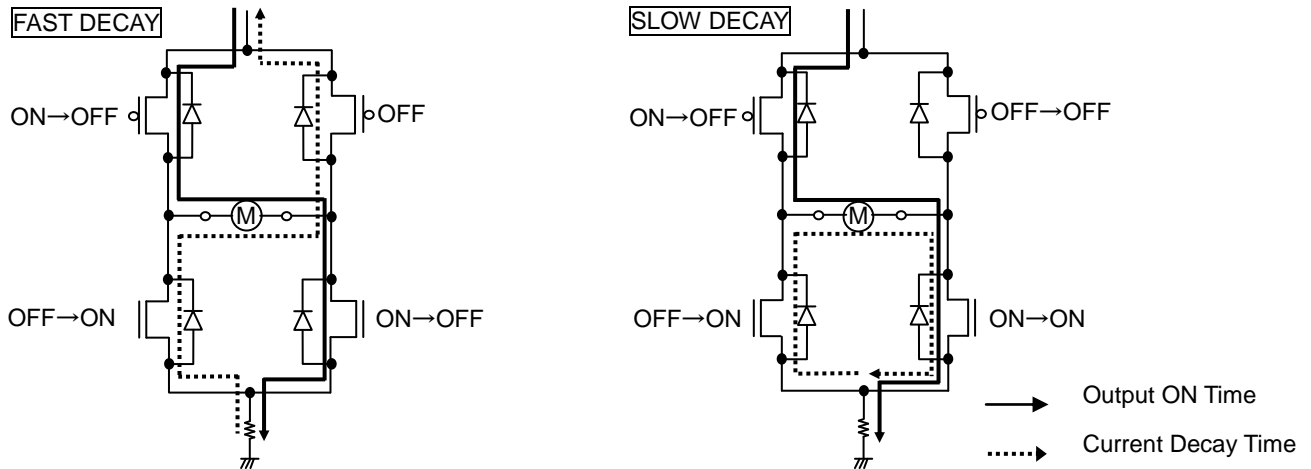 FAST DECAY
ON→OFF
OFF
M
OFF→ON
ON→OFF
SLOW DECAY
ON→OFF
OFF→OFF
M
OFF→ON
ON→ON
Output ON Time
Current Decay Time